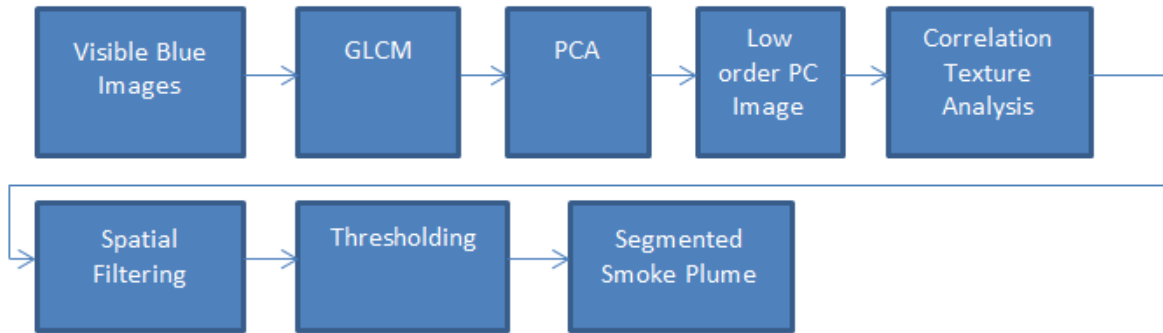 Visible Blue
Images
GLCM
PCA
Low
order PC
Image
Correlation
Texture
Analysis
Spatial
Filtering
Thresholding
Segmented
Smoke Plume